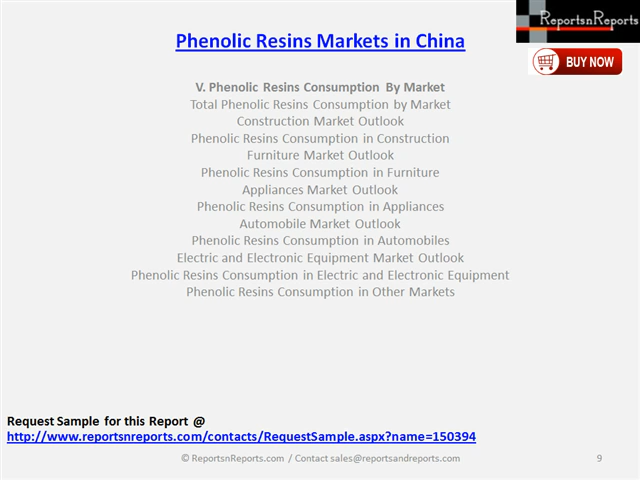 ReportsnReports
Phenolic Resins Markets in China
BUY NOW
V. Phenolic Resins Consumption By Market
Total Phenolic Resins Consumption by Market
Construction Market Outlook
Phenolic Resins Consumption in Construction
Furniture Market Outlook
Phenolic Resins Consumption in Furniture
Appliances Market Outlook
Phenolic Resins Consumption in Appliances
Automobile Market Outlook
Phenolic Resins Consumption in Automobiles
Electric and Electronic Equipment Market Outlook
Phenolic Resins Consumption in Electric and Electronic Equipment
Phenolic Resins Consumption in Other Markets
Request Sample for this Report @
http://www.reportsnreports.com/contacts/RequestSample.aspx?name=150394
© ReportsnReports.com / Contact sales@reportsandreports.com
9